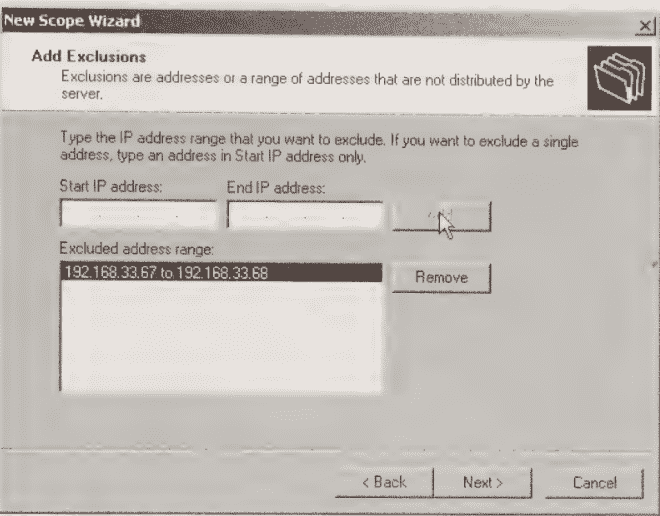 New Scope Wizard
Add Exclusions
Exclusions are addresses or a range of addresses that are not distributed by the
server.
Type the IP address range that you want to exclude. If you want to exclude a single
address, type an address in Start IP address only.
Start IP address:
End IP address:
Excluded address range:
192.168.33.67 to 192.168.33.68
Remove
< Back
Next >
Cancel